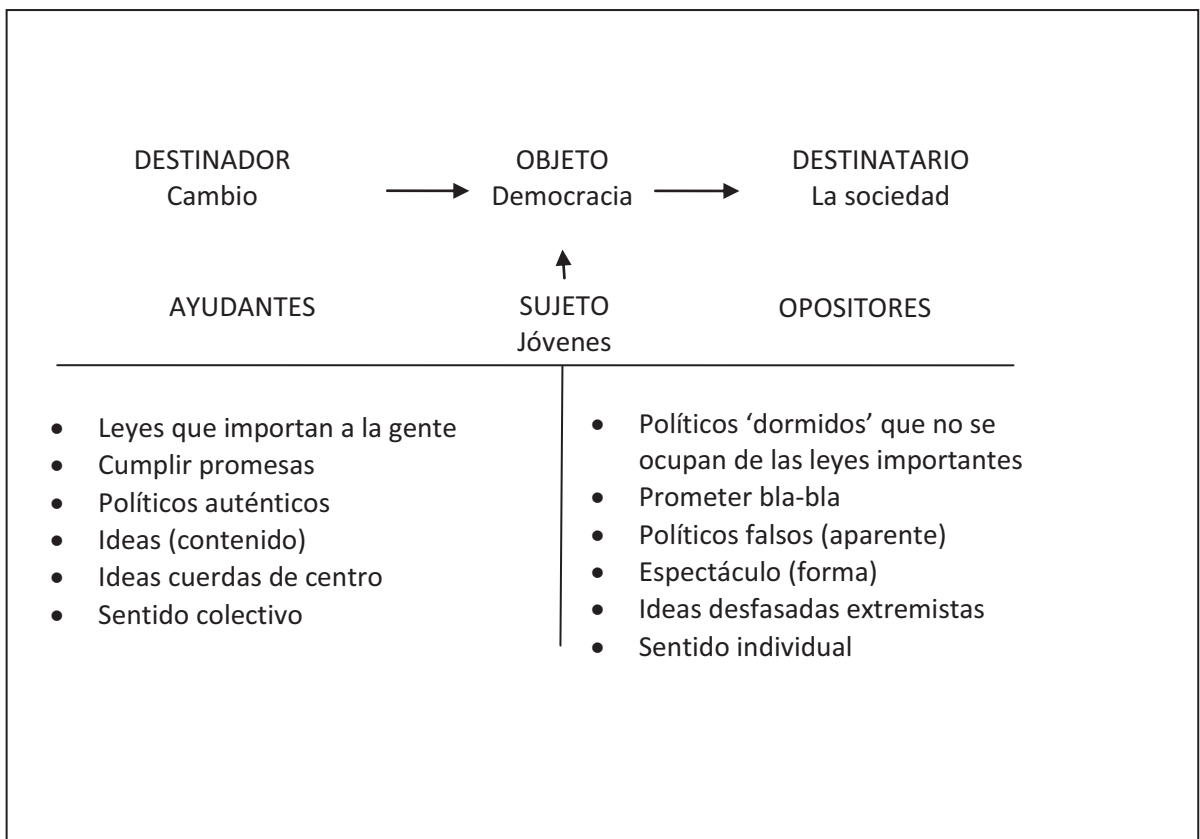 DESTINADOR OBJETO DESTINATARIO
Cambio Democracia La sociedad
AYUDANTES SUJETO OPOSITORES
Jóvenes
• Leyes que importan a la gente
• Cumplir promesas
• Políticos auténticos
• Ideas (contenido)
• Ideas cuerdas de centro
• Sentido colectivo
• Políticos ‘dormidos’ que no se
ocupan de las leyes importantes
• Prometer bla-bla
• Políticos falsos (aparente)
• Espectáculo (forma)
• Ideas desfasadas extremistas
• Sentido individual